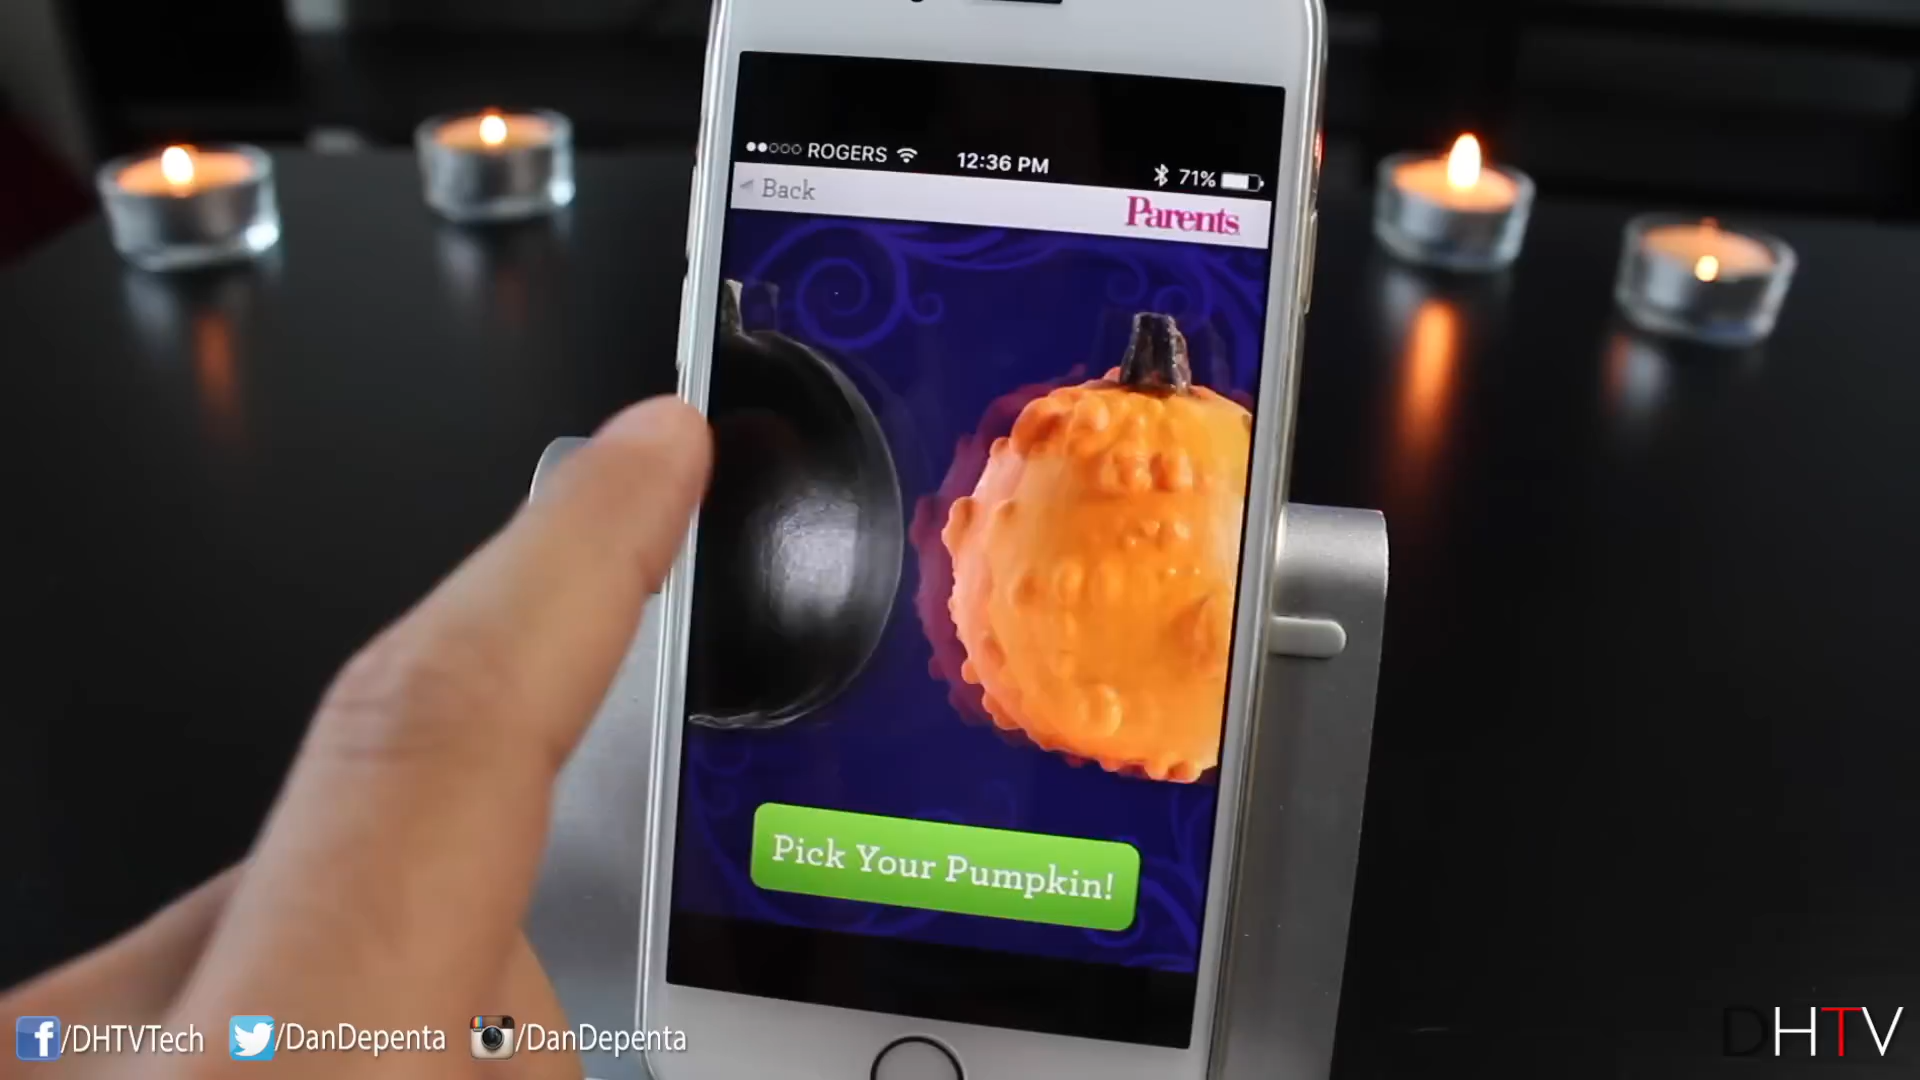 ROGERS 12:36 PM 71%
Back
Parents
Pick Your Pumpkin!
/DHTVTech /DanDepenta /DanDepenta
DHTV